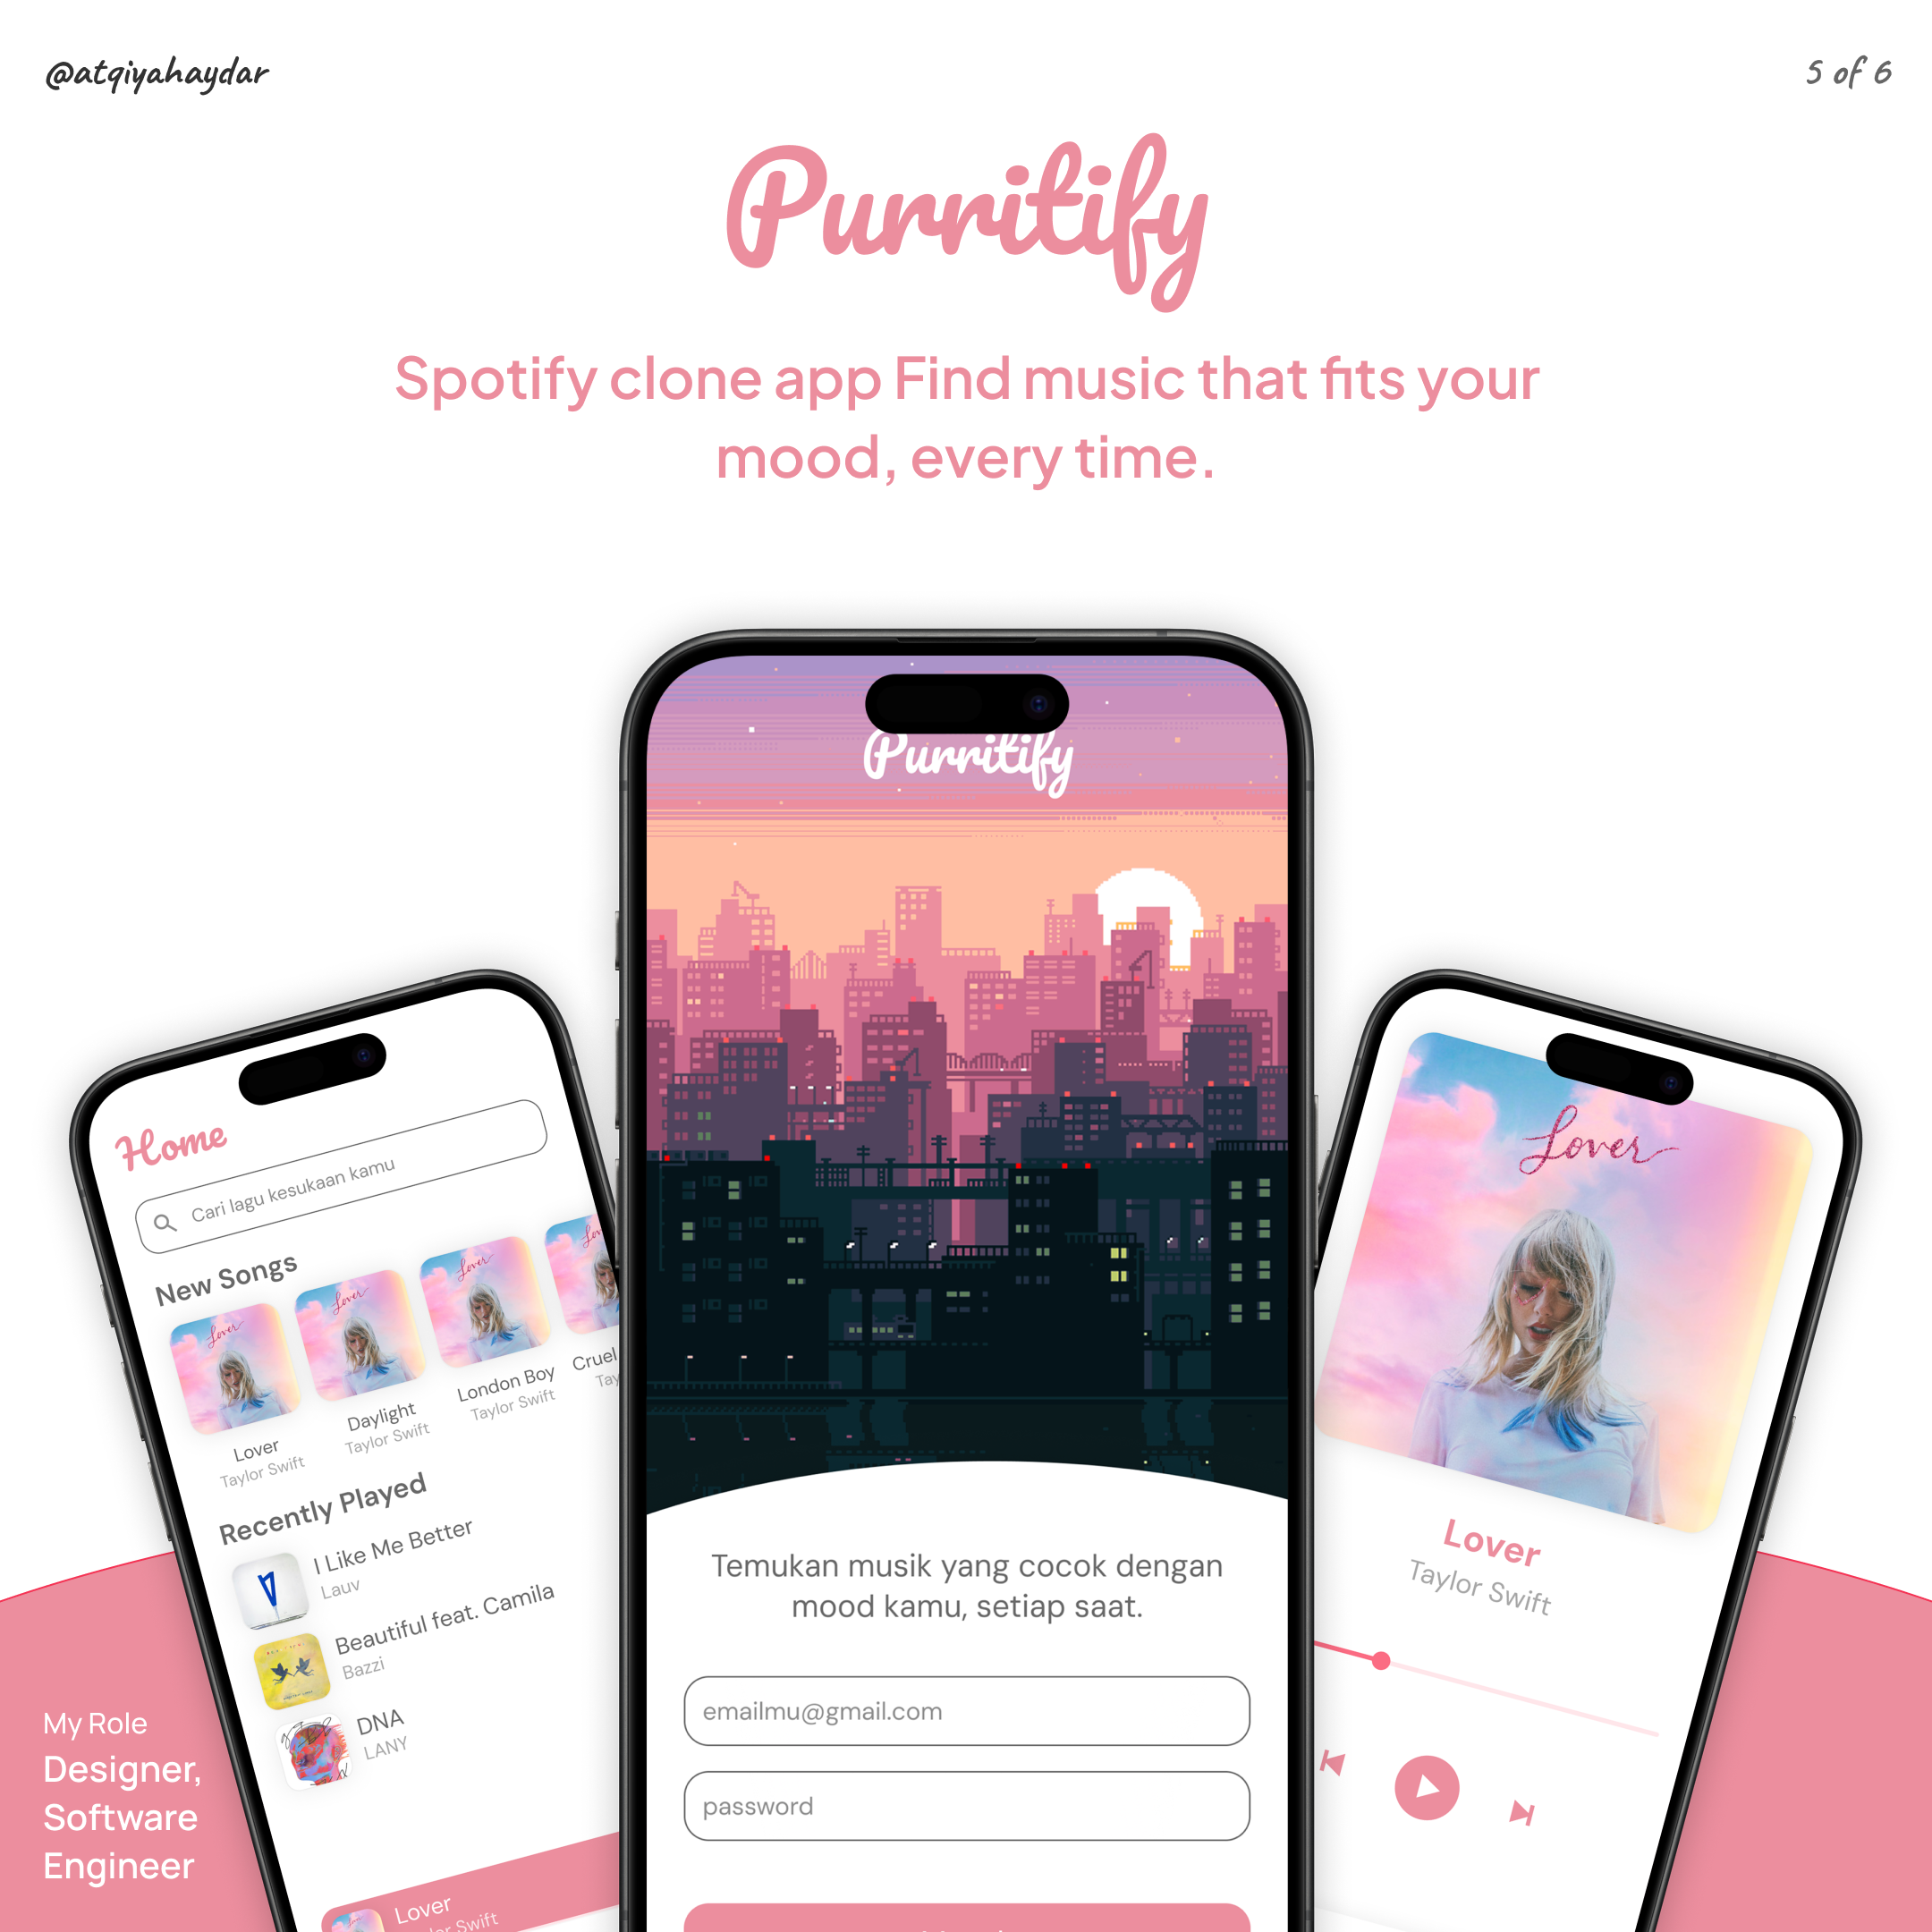 @atqiyahaydar
5 of 6
Purritify
Spotify clone app Find music that fits your
mood, every time.
Purritify
Temukan musik yang cocok dengan
mood kamu, setiap saat.
emailmu@gmail.com
password
Home
Cari lagu kesukaan kamu
New Songs
Lover
Lover
Lover
Lover
Taylor Swift
Daylight
Taylor Swift
London Boy
Taylor Swift
Cruel
Recently Played
I Like Me Better
Lauv
Beautiful feat. Camila
Bazzi
DNA
LANY
Lover
Swift
Lover
Lover
Taylor Swift
My Role
Designer,
Software
Engineer